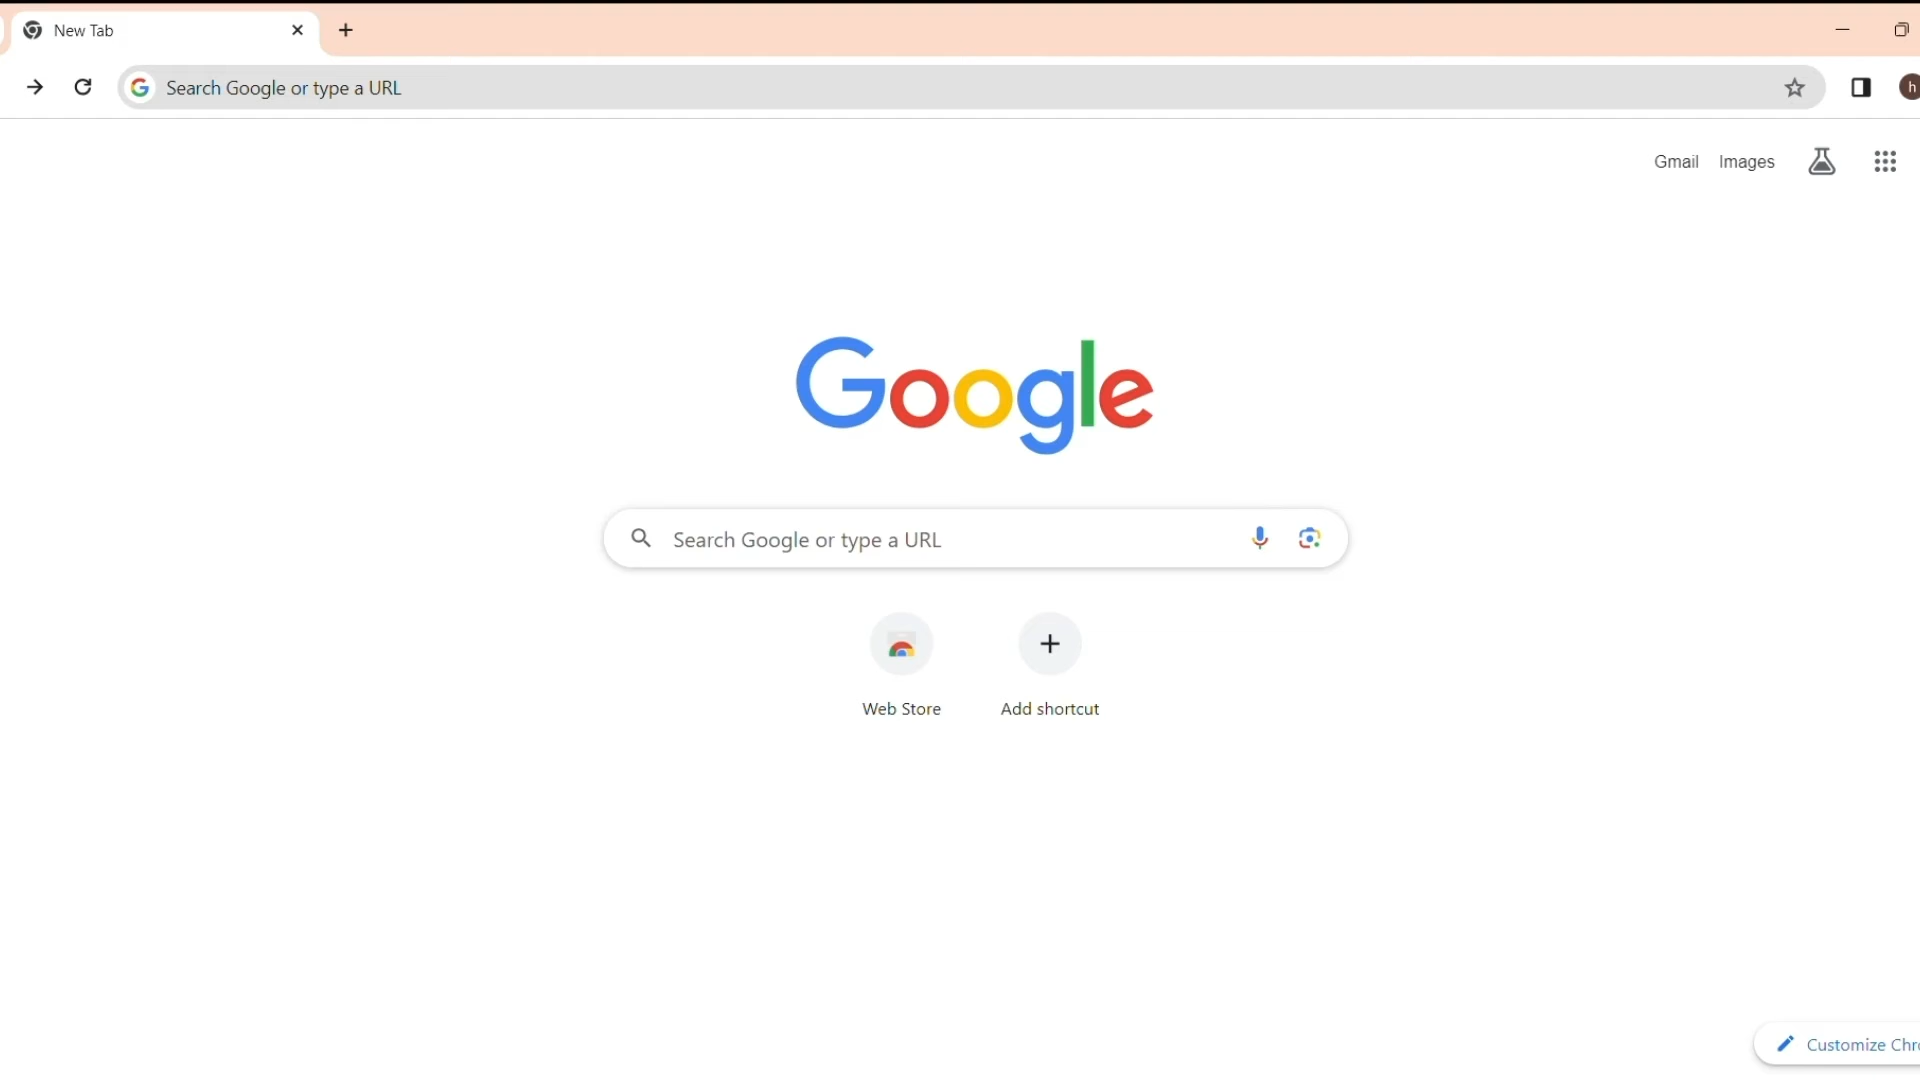 New Tab
Search Google or type a URL
Gmail Images
Google
Search Google or type a URL
Web Store Add shortcut
Customize Chr